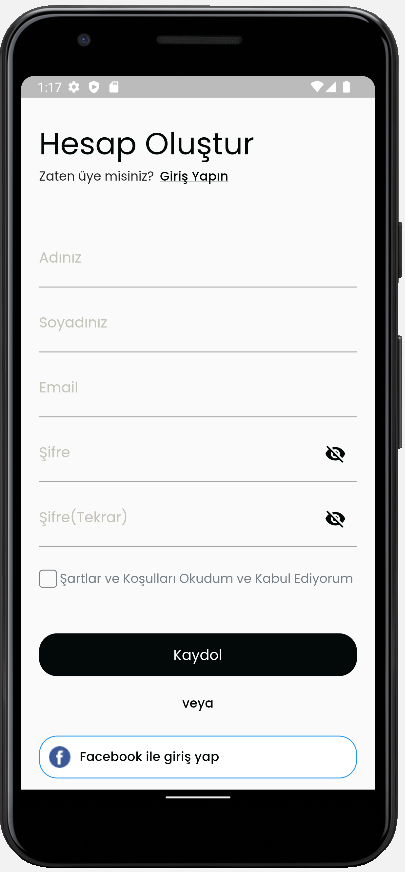 1:17
Hesap Oluştur
Zaten üye misiniz? Giriş Yapın
Adınız
Soyadınız
Email
Şifre
Şifre(Tekrar)
Şartlar ve Koşulları Okudum ve Kabul Ediyorum
Kaydol
veya
Facebook ile giriş yap